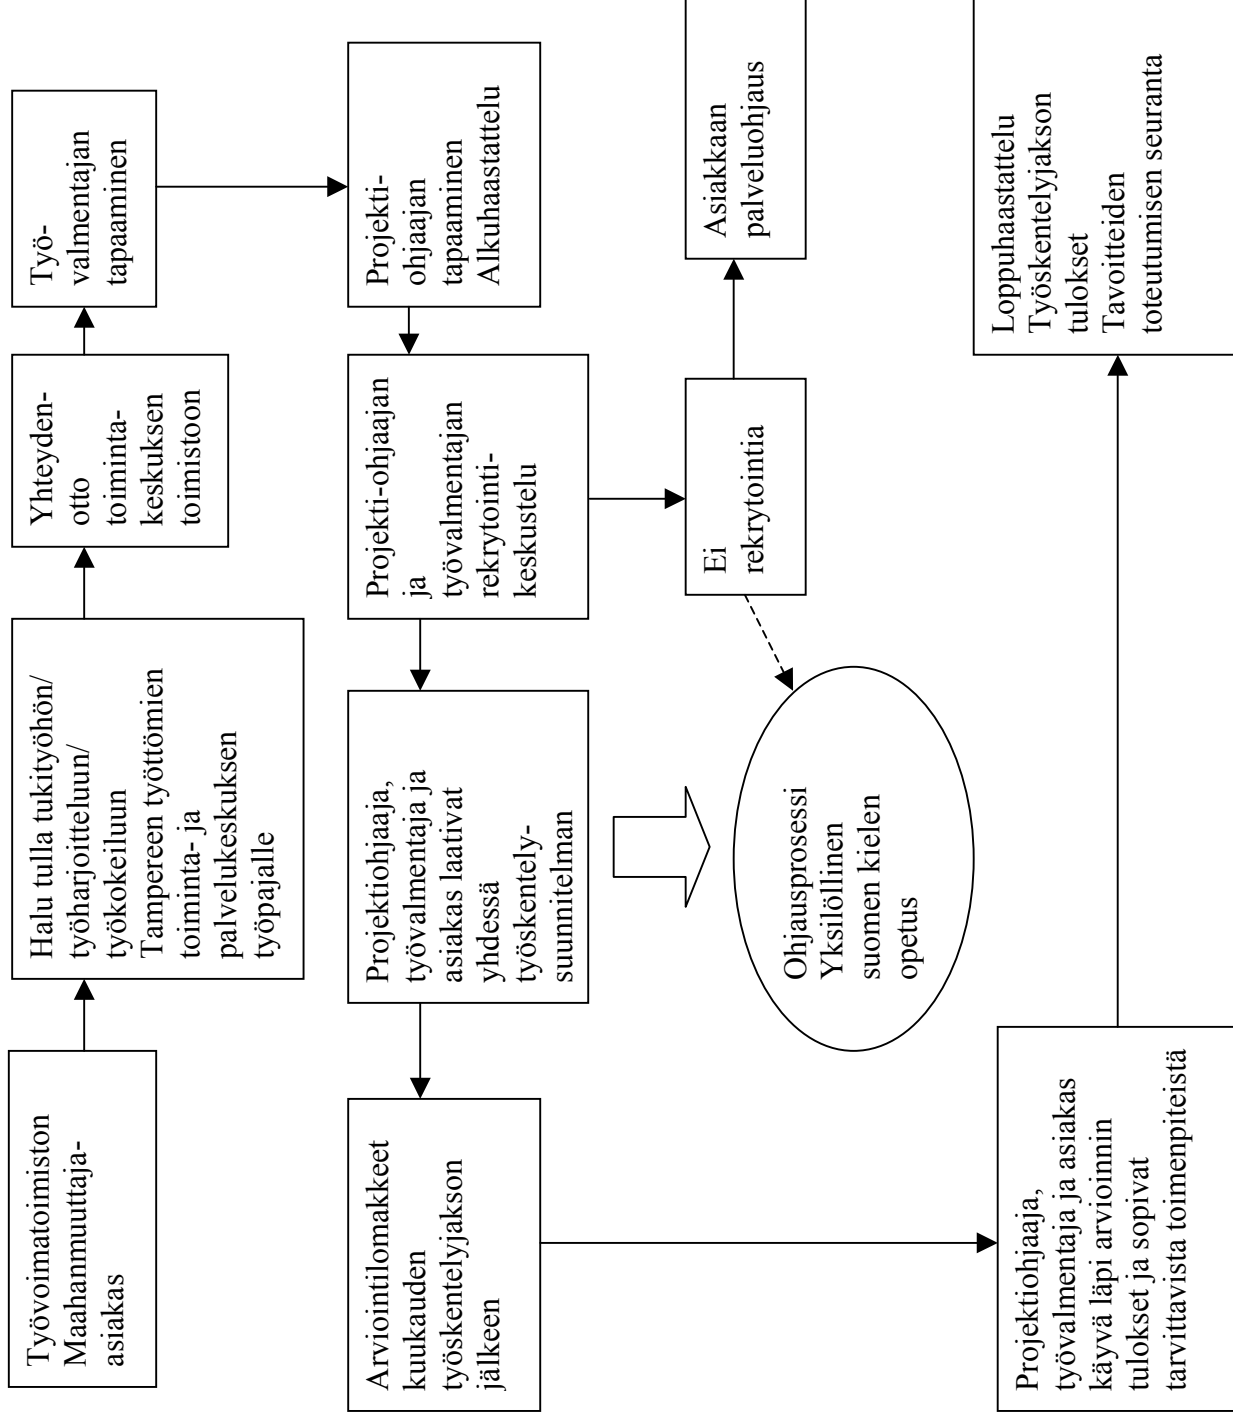 Työvoimatoimiston
Maahanmuuttaja-
asiakas
Halu tulla tukityöhön/
työharjoitteluun/
työkokeiluun
Tampereen työttömien
toiminta- ja
palvelukeskuksen
työpajalle
Yhteyden-
otto
toiminta-
keskuksen
toimistoon
Työ-
valmentajan
tapaaminen
Projekti-
ohjaajan
tapaaminen
Alkuhaastattelu
Projekti-ohjaajan
ja
työvalmentajan
rekrytointi-
keskustelu
Projektiohjaaja,
työvalmentaja ja
asiakas laativat
yhdessä
työskentely-
suunnitelman
Arviointilomakkeet
kuukauden
työskentelyjakson
jälkeen
Ei
rekrytointia
Asiakkaan
palveluohjaus
Ohjausprosessi
Yksilöllinen
suomen kielen
opetus
Projektiohjaaja,
työvalmentaja ja asiakas
käyvä läpi arvioinnin
tulokset ja sopivat
tarvittavista toimenpiteistä
Loppuhaastattelu
Työskentelyjakson
tulokset
Tavoitteiden
toteutumisen seuranta